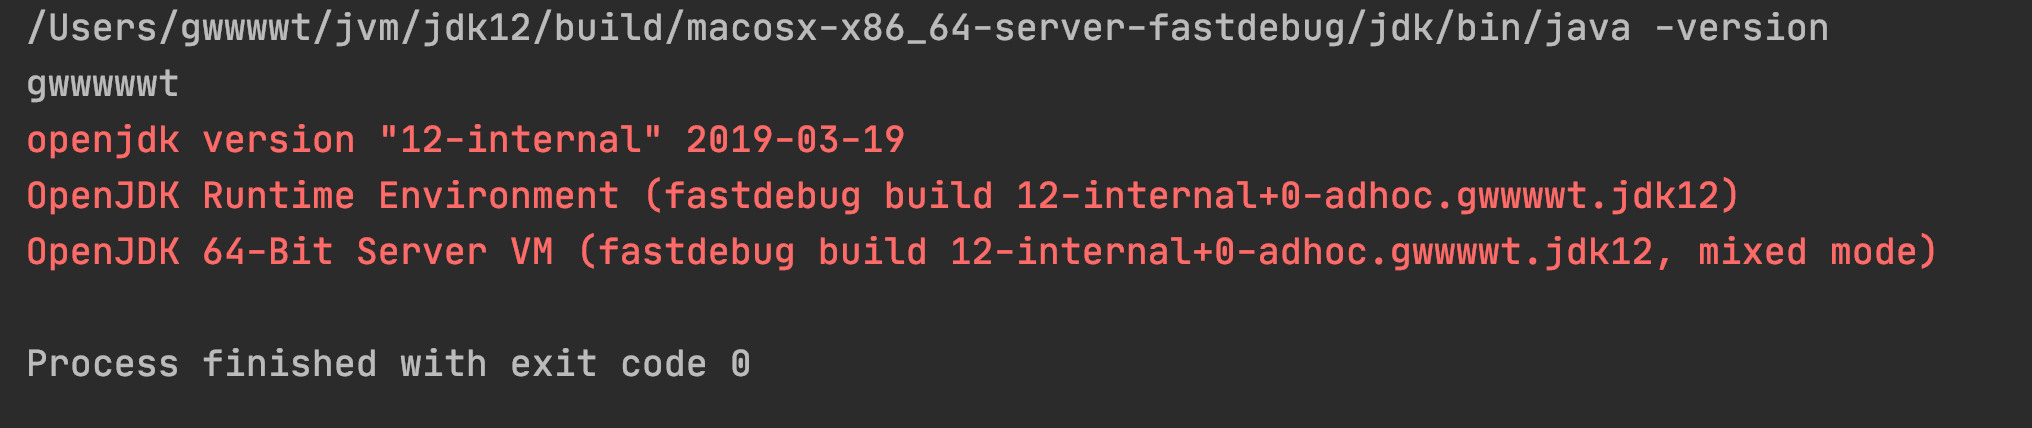 /Users/gwwwwt/jvm/jdk12/build/macosx-x86_64-server-fastdebug/jdk/bin/java -version
gwwwwwt
openjdk version "12-internal" 2019-03-19
OpenJDK Runtime Environment (fastdebug build 12-internal+0-adhoc.gwwwwt.jdk12)
OpenJDK 64-Bit Server VM (fastdebug build 12-internal+0-adhoc.gwwwwt.jdk12, mixed mode)
Process finished with exit code 0